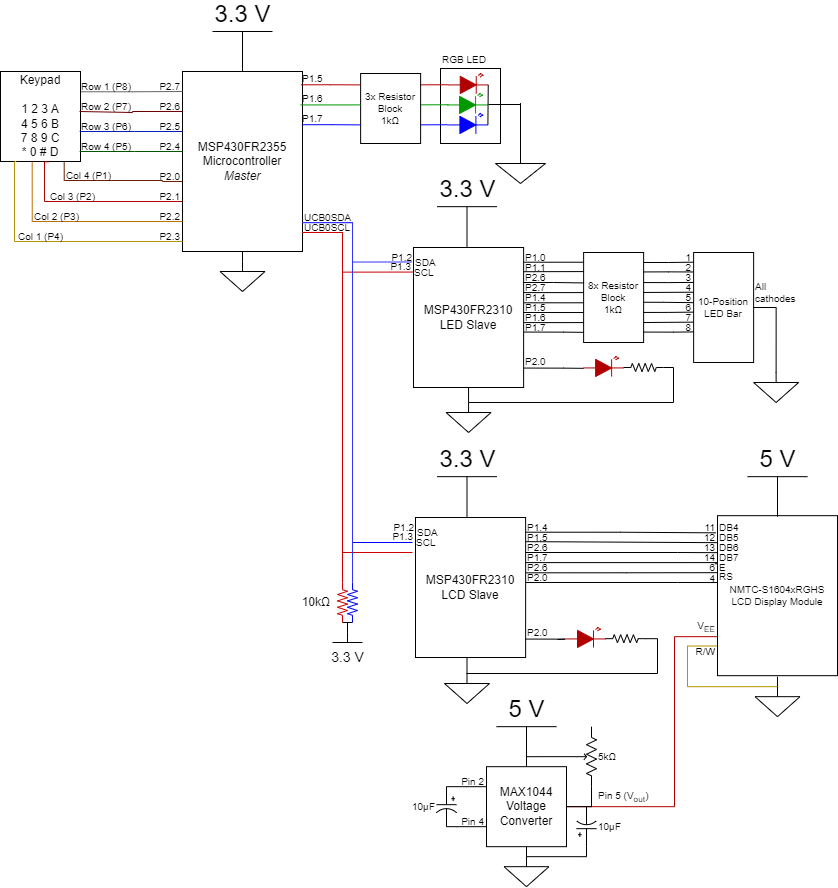 3.3 V
Keypad
1 2 3 A
4 5 6 B
7 8 9 C
* 0 # D
Row 1 (P8)
Row 2 (P7)
Row 3 (P6)
Row 4 (P5)
Col 4 (P1)
Col 3 (P2)
Col 2 (P3)
Col 1 (P4)
P2.7
P2.6
P2.5
P2.4
P2.0
P2.1
P2.2
P2.3
MSP430FR2355
Microcontroller
Master
P1.5
P1.6
P1.7
UCB0SDA
UCB0SCL
3x Resistor
Block
1kΩ
RGB LED
3.3 V
P1.2
P1.3
SDA
SCL
MSP430FR2310
LED Slave
P1.0
P1.1
P2.6
P2.7
P1.4
P1.5
P1.6
P1.7
P2.0
8x Resistor
Block
1kΩ
1
2
3
4
5
6
7
8
10-Position
LED Bar
All
cathodes
3.3 V
P1.2
P1.3
SDA
SCL
MSP430FR2310
LCD Slave
P1.4
P1.5
P2.6
P1.7
P2.6
P2.0
P2.0
5 V
11
12
13
14
6
4
DB4
DB5
DB6
DB7
E
RS
NMTC-S1604xRGHS
LCD Display Module
VEE
R/W
10kΩ
3.3 V
5 V
5kΩ
Pin 2
Pin 4
10µF
+
MAX1044
Voltage
Converter
Pin 5 (Vout)
10µF
+